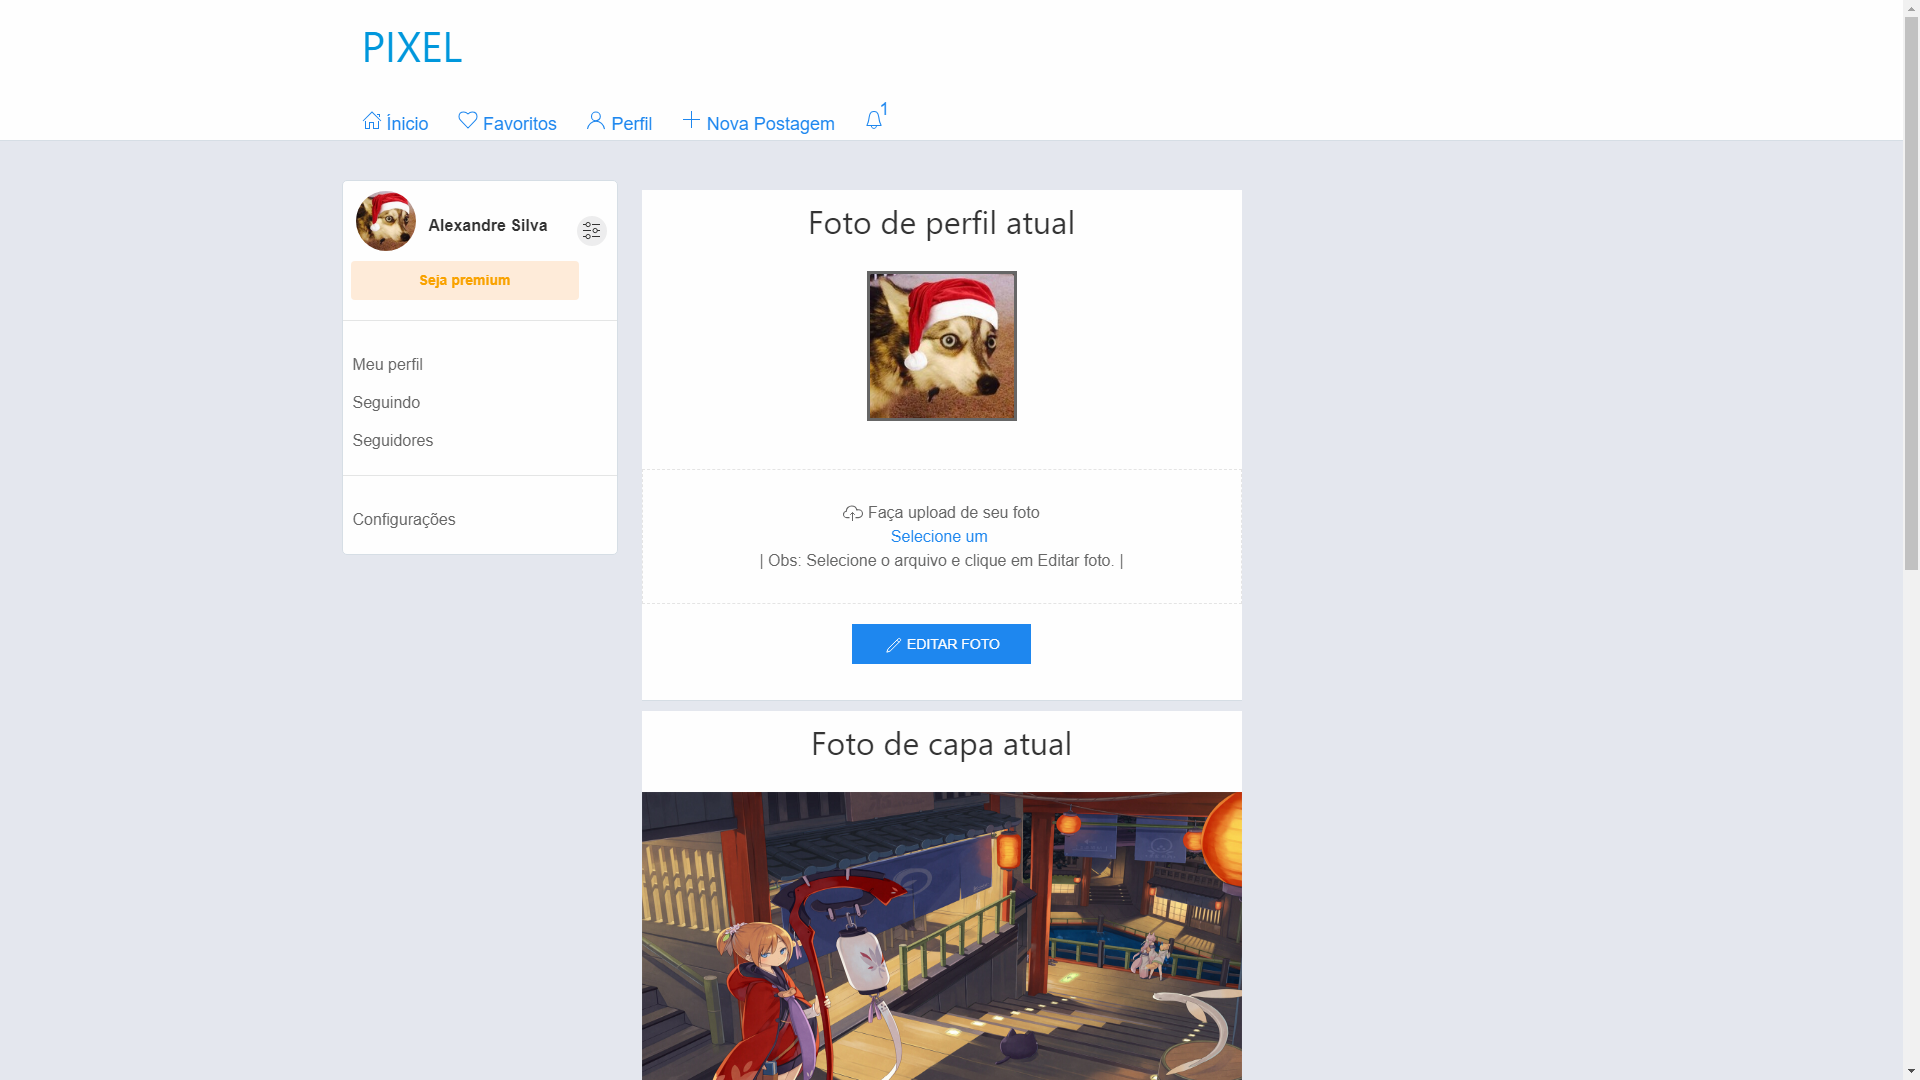 PIXEL
Ínicio Favoritos Perfil Nova Postagem 1
Alexandre Silva
Seja premium
Meu perfil
Seguindo
Seguidores
Configurações
Foto de perfil atual
Faça upload de seu foto
Selecione um
| Obs: Selecione o arquivo e clique em Editar foto. |
EDITAR FOTO
Foto de capa atual